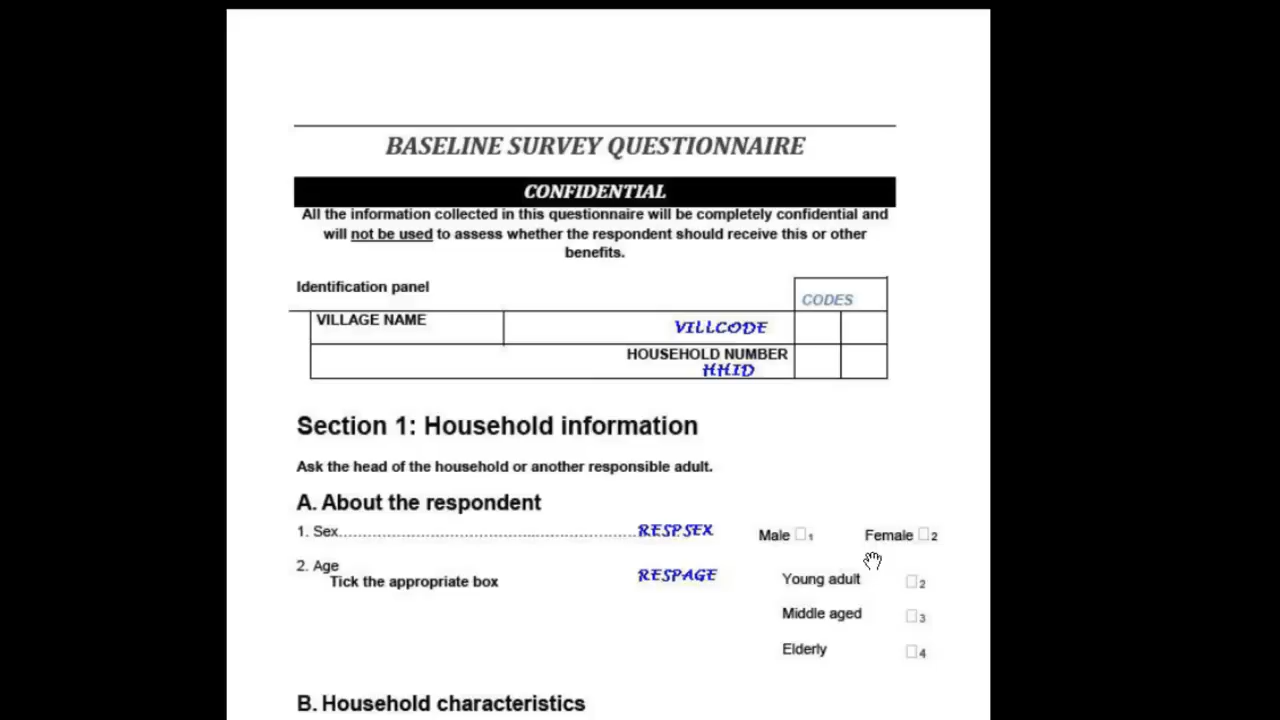 BASELINE SURVEY QUESTIONNAIRE
CONFIDENTIAL
All the information collected in this questionnaire will be completely confidential and
will not be used to assess whether the respondent should receive this or other
benefits.
Identification panel
CODES
VILLAGE NAME
VILLCODE
HOUSEHOLD NUMBER
HHID
Section 1: Household information
Ask the head of the household or another responsible adult.
A. About the respondent
1. Sex.................................................................RESPSEX Male □1 Female □2
2. Age
Tick the appropriate box RESPAGE Young adult □2
Middle aged □3
Elderly □4
B. Household characteristics